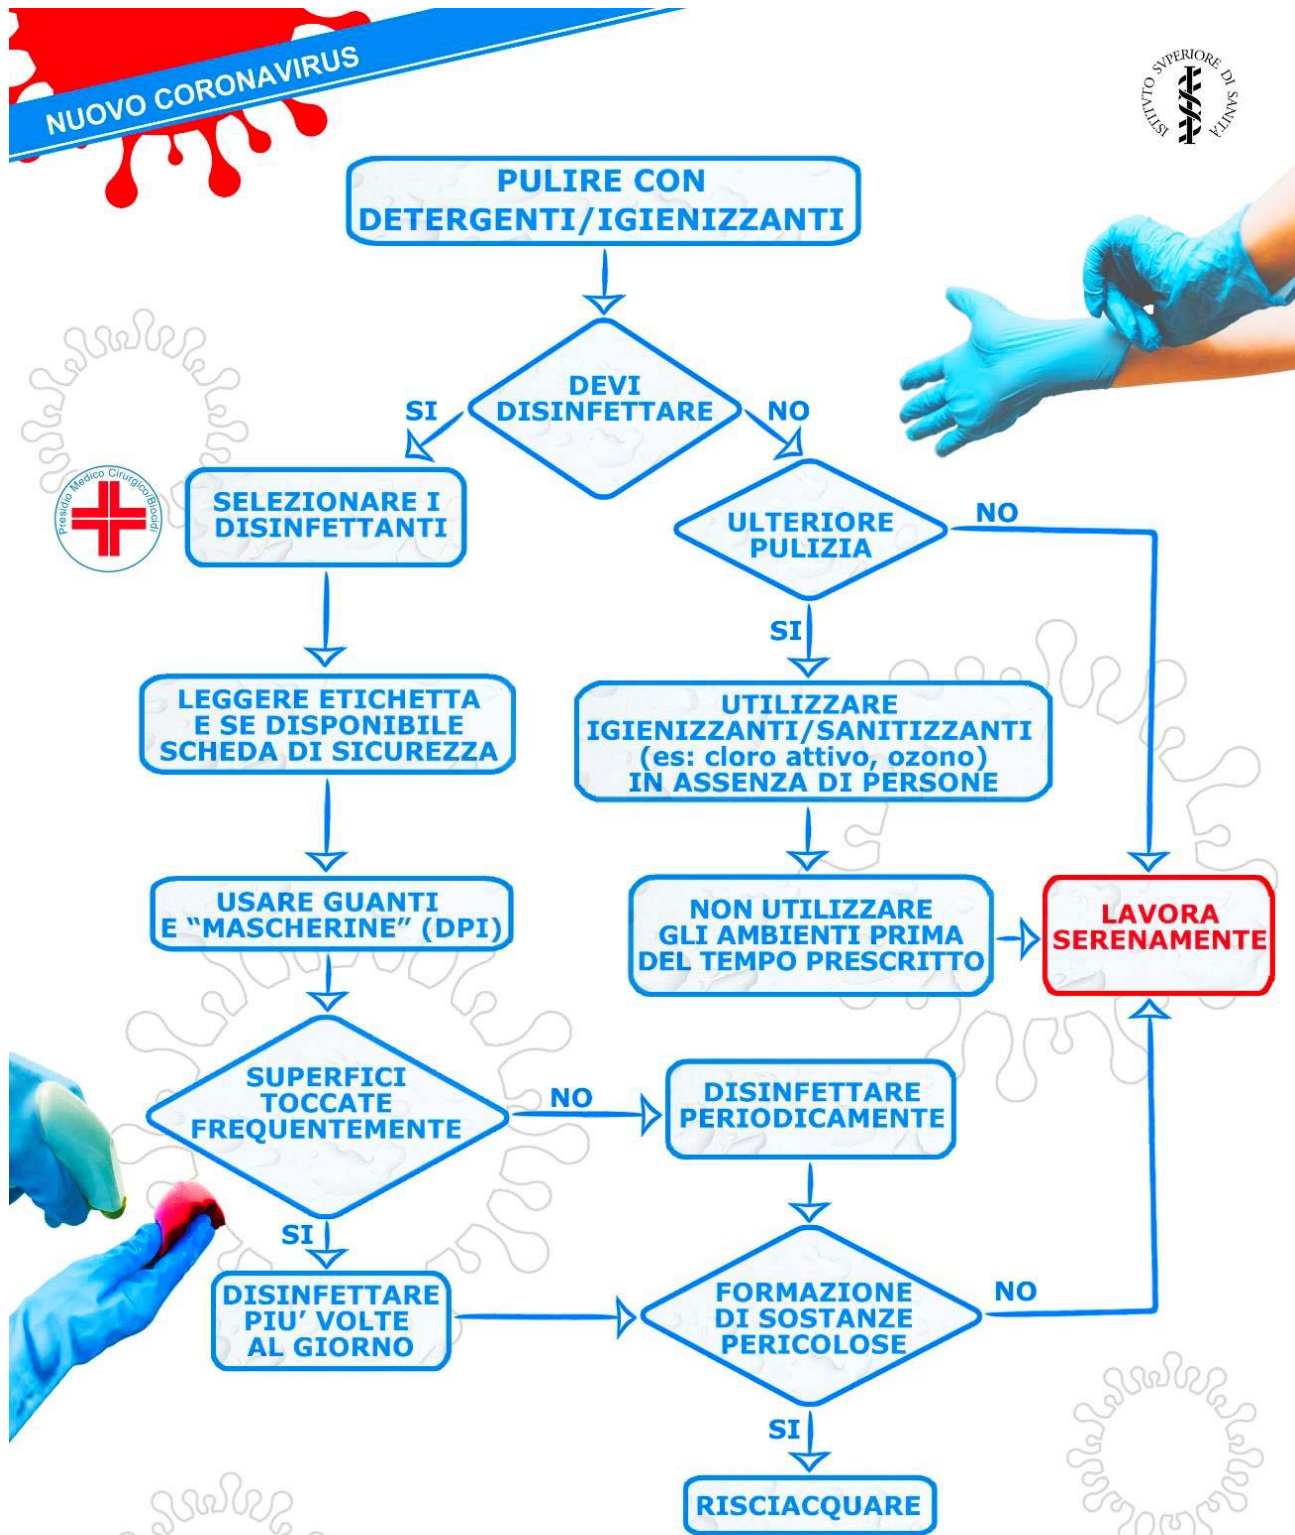 NUOVO CORONAVIRUS
ISTITVTO SVPERIORE DI SANITÀ
PULIRE CON
DETERGENTI/IGIENIZZANTI
DEVI
DISINFETTARE
SI
NO
Presidio Medico Cirurgico/Biocidi
SELEZIONARE I
DISINFETTANTI
ULTERIORE
PULIZIA
NO
SI
LEGGERE ETICHETTA
E SE DISPONIBILE
SCHEDA DI SICUREZZA
UTILIZZARE
IGIENIZZANTI/SANITIZZANTI
(es: cloro attivo, ozono)
IN ASSENZA DI PERSONE
USARE GUANTI
E “MASCHERINE” (DPI)
NON UTILIZZARE
GLI AMBIENTI PRIMA
DEL TEMPO PRESCRITTO
LAVORA
SERENAMENTE
SUPERFICI
TOCCATE
FREQUENTEMENTE
NO
DISINFETTARE
PERIODICAMENTE
SI
DISINFETTARE
PIU’ VOLTE
AL GIORNO
FORMAZIONE
DI SOSTANZE
PERICOLOSE
NO
SI
RISCIACQUARE